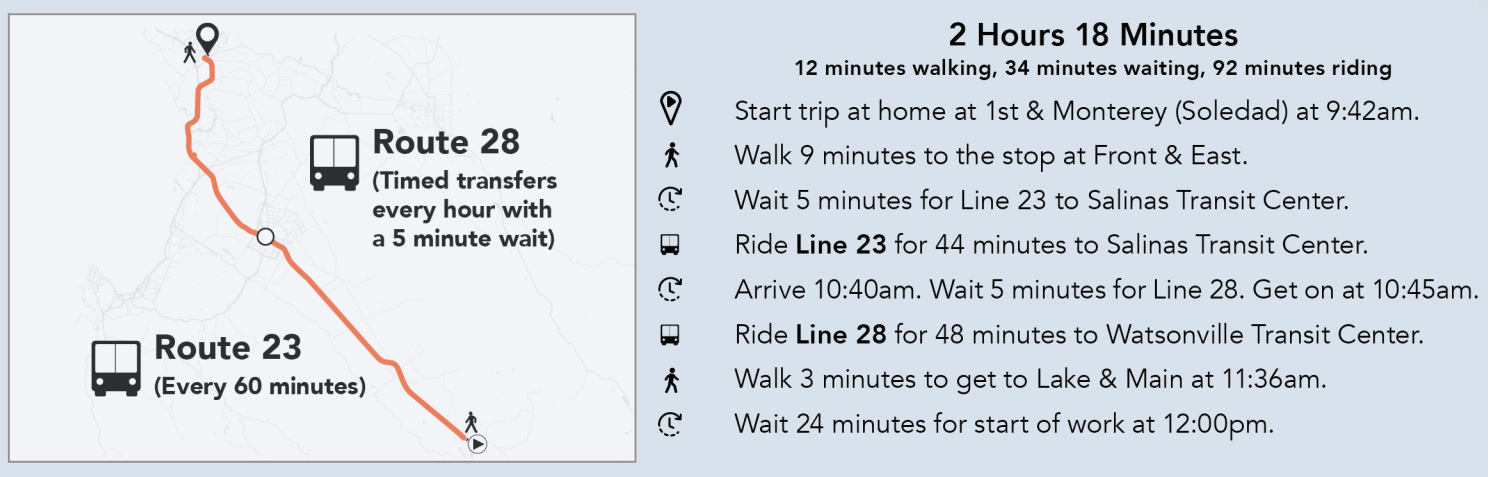 Route 28
(Timed transfers
every hour with
a 5 minute wait)
Route 23
(Every 60 minutes)
2 Hours 18 Minutes
12 minutes walking, 34 minutes waiting, 92 minutes riding
Start trip at home at 1st & Monterey (Soledad) at 9:42am.
Walk 9 minutes to the stop at Front & East.
Wait 5 minutes for Line 23 to Salinas Transit Center.
Ride Line 23 for 44 minutes to Salinas Transit Center.
Arrive 10:40am. Wait 5 minutes for Line 28. Get on at 10:45am.
Ride Line 28 for 48 minutes to Watsonville Transit Center.
Walk 3 minutes to get to Lake & Main at 11:36am.
Wait 24 minutes for start of work at 12:00pm.